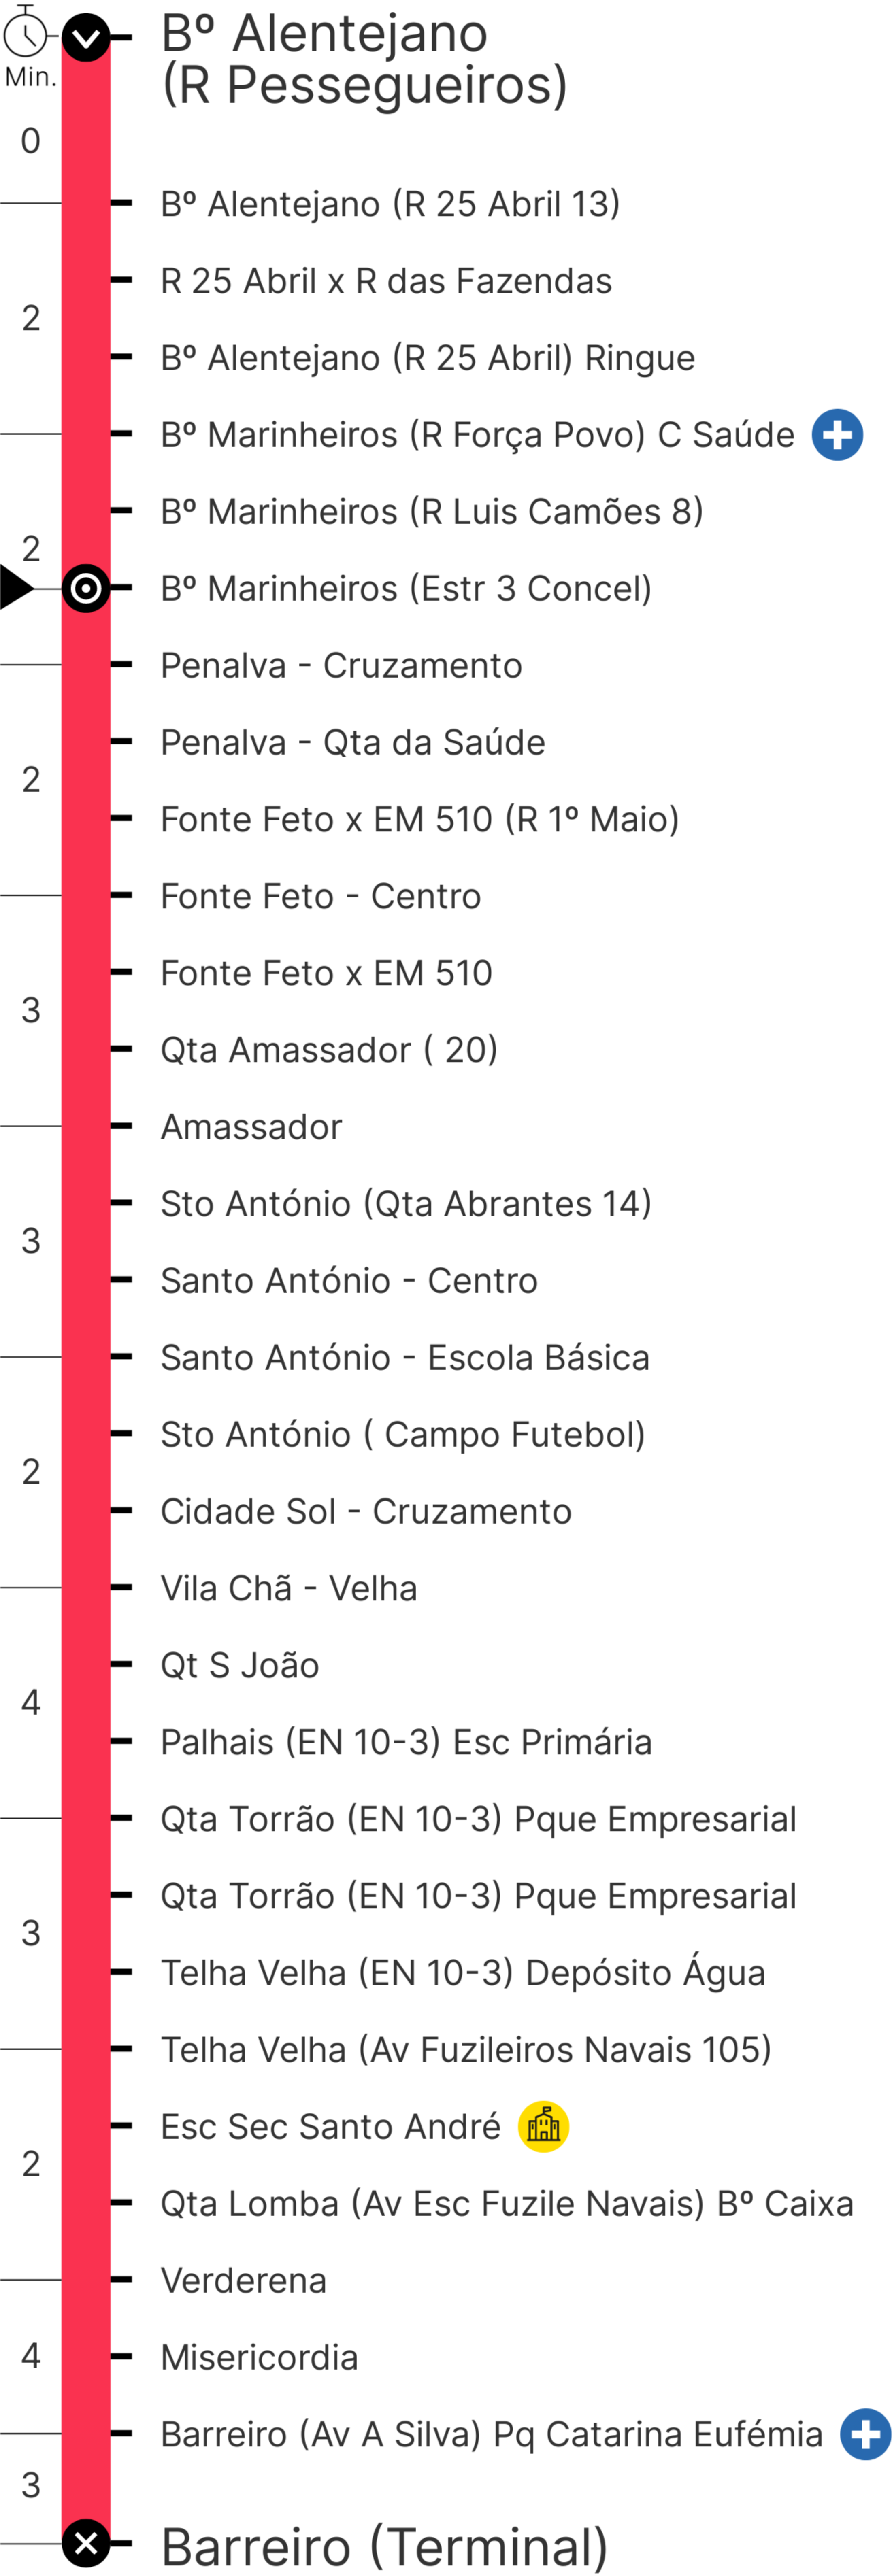 Bº Alentejano
(R Pessegueiros)
Min.
0
Bº Alentejano (R 25 Abril 13)
R 25 Abril x R das Fazendas
2
Bº Alentejano (R 25 Abril) Ringue
Bº Marinheiros (R Força Povo) C Saúde
Bº Marinheiros (R Luis Camões 8)
2
Bº Marinheiros (Estr 3 Concel)
Penalva - Cruzamento
Penalva - Qta da Saúde
2
Fonte Feto x EM 510 (R 1º Maio)
Fonte Feto - Centro
Fonte Feto x EM 510
3
Qta Amassador ( 20)
Amassador
Sto António (Qta Abrantes 14)
3
Santo António - Centro
Santo António - Escola Básica
Sto António ( Campo Futebol)
2
Cidade Sol - Cruzamento
Vila Chã - Velha
Qt S João
4
Palhais (EN 10-3) Esc Primária
Qta Torrão (EN 10-3) Pque Empresarial
Qta Torrão (EN 10-3) Pque Empresarial
3
Telha Velha (EN 10-3) Depósito Água
Telha Velha (Av Fuzileiros Navais 105)
Esc Sec Santo André
2
Qta Lomba (Av Esc Fuzile Navais) Bº Caixa
Verderena
4
Misericordia
Barreiro (Av A Silva) Pq Catarina Eufémia
3
Barreiro (Terminal)